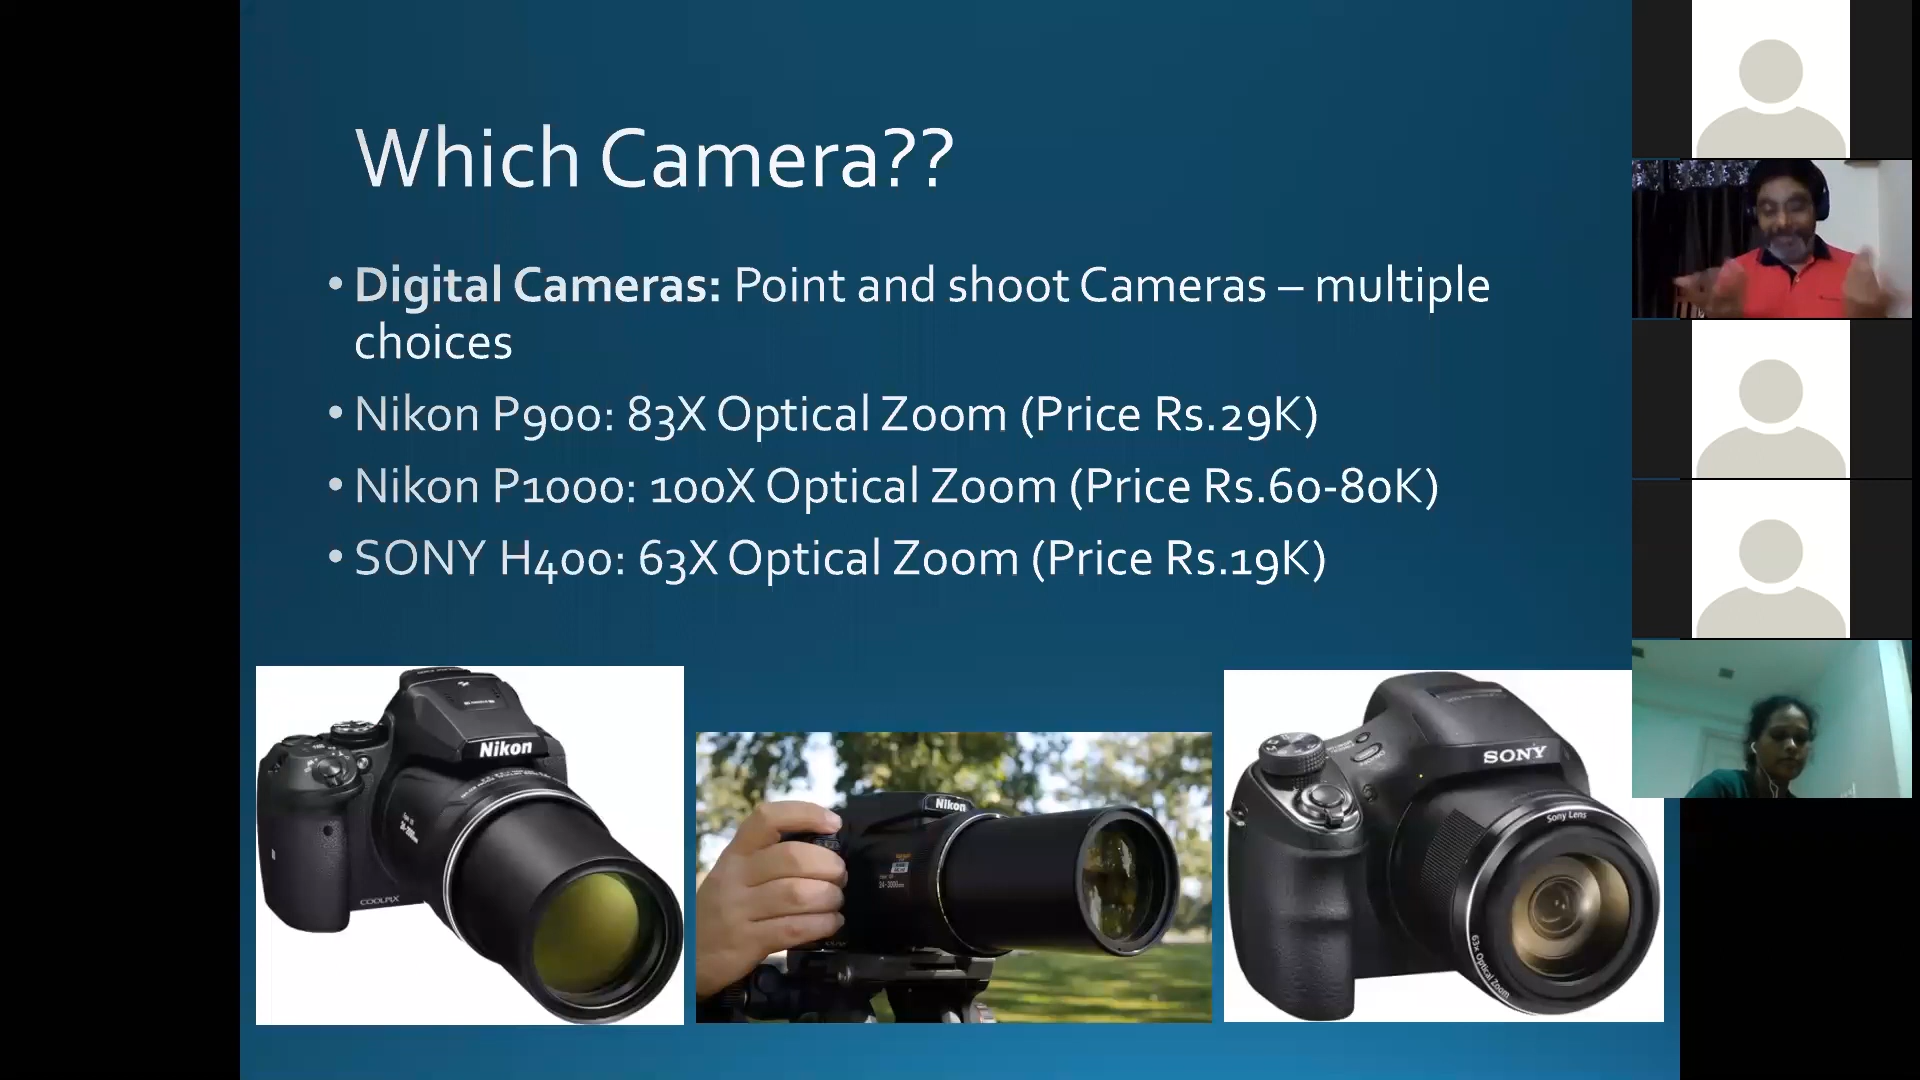 Which Camera??
• Digital Cameras: Point and shoot Cameras – multiple
choices
• Nikon P900: 83X Optical Zoom (Price Rs.29K)
• Nikon P1000: 100X Optical Zoom (Price Rs.60-80K)
• SONY H400: 63X Optical Zoom (Price Rs.19K)
Nikon
COOLPIX
Nikon
SONY
Sony Lens
63x Optical Zoom